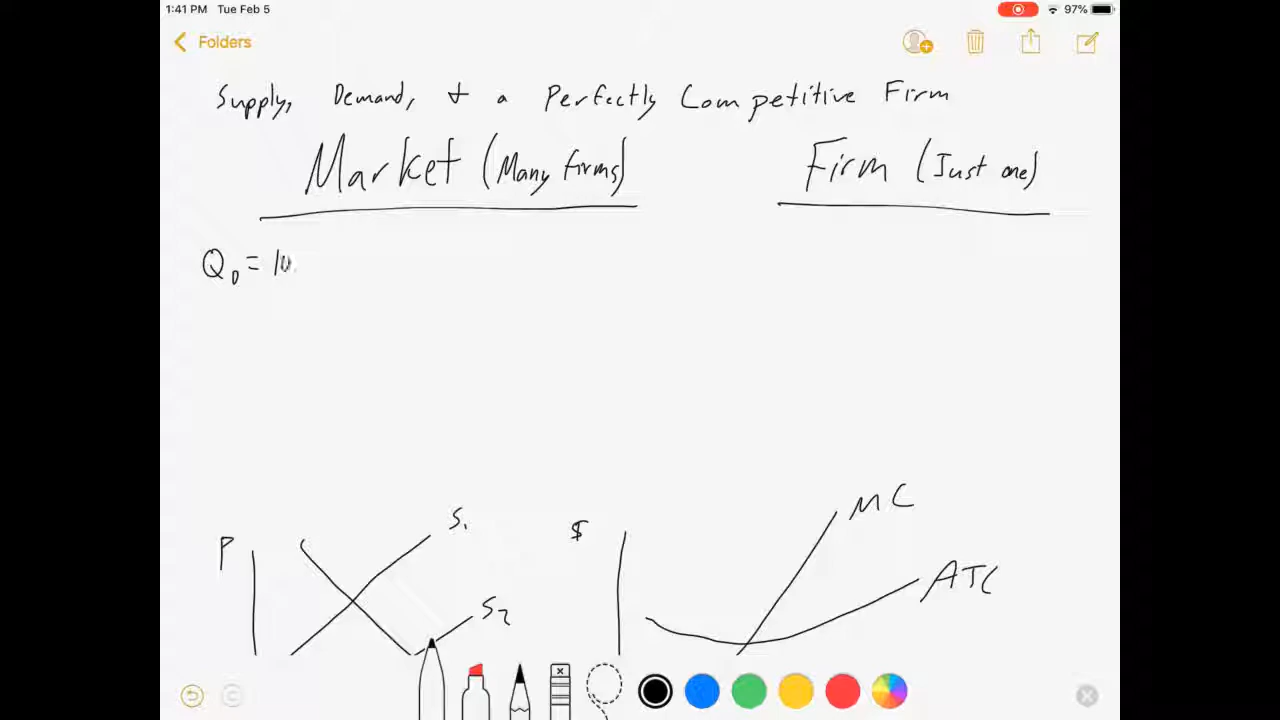 1:41 PM Tue Feb 5
97%
Folders
Supply, Demand, + a Perfectly Competitive Firm
Market (Many firms)
Firm (Just one)
Q_D = 10
P
S₁
S₂
$
MC
ATC